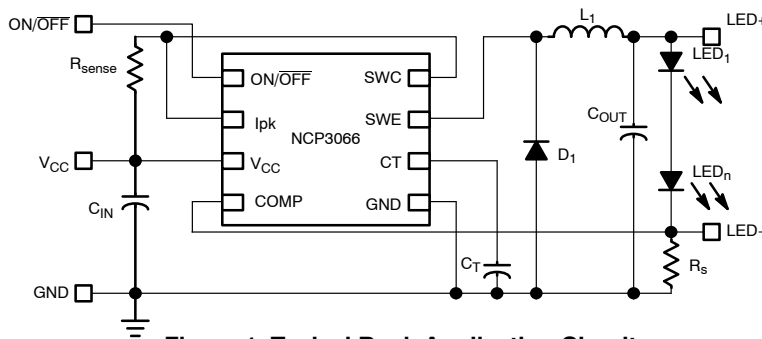 ON/OFF
Rsense
VCC
CIN
GND
ON/OFF
Ipk
VCC
COMP
NCP3066
SWC
SWE
CT
GND
CT
D1
L1
COUT
LED+
LED1
LEDn
LED-
Rs